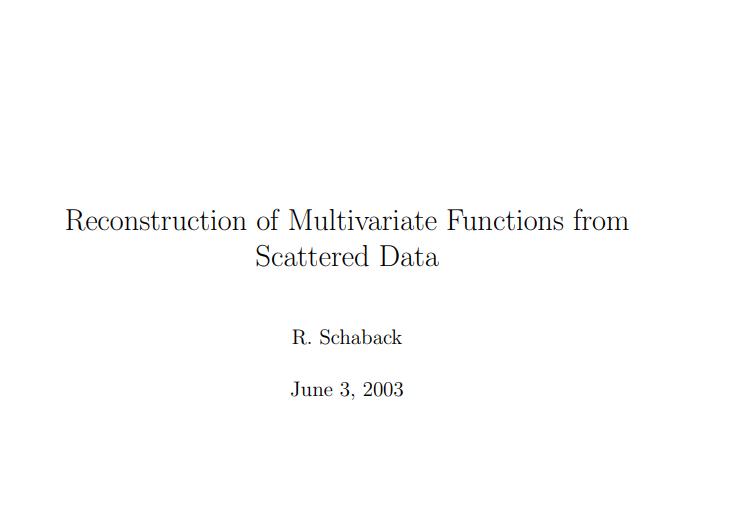 Reconstruction of Multivariate Functions from
Scattered Data
R. Schaback
June 3, 2003